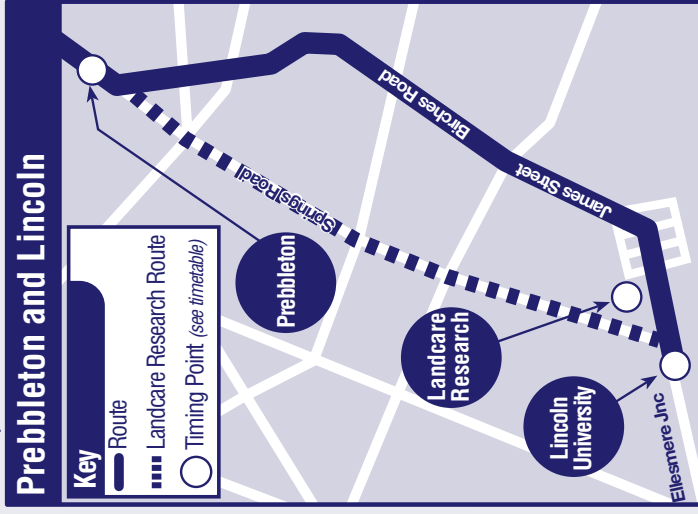 Prebbleton and Lincoln
Key
Route
Landcare Research Route
Timing Point (see timetable)
Prebbleton
Landcare
Research
Lincoln
University
Springs Road
Birches Road
James Street
Ellesmere Jnc